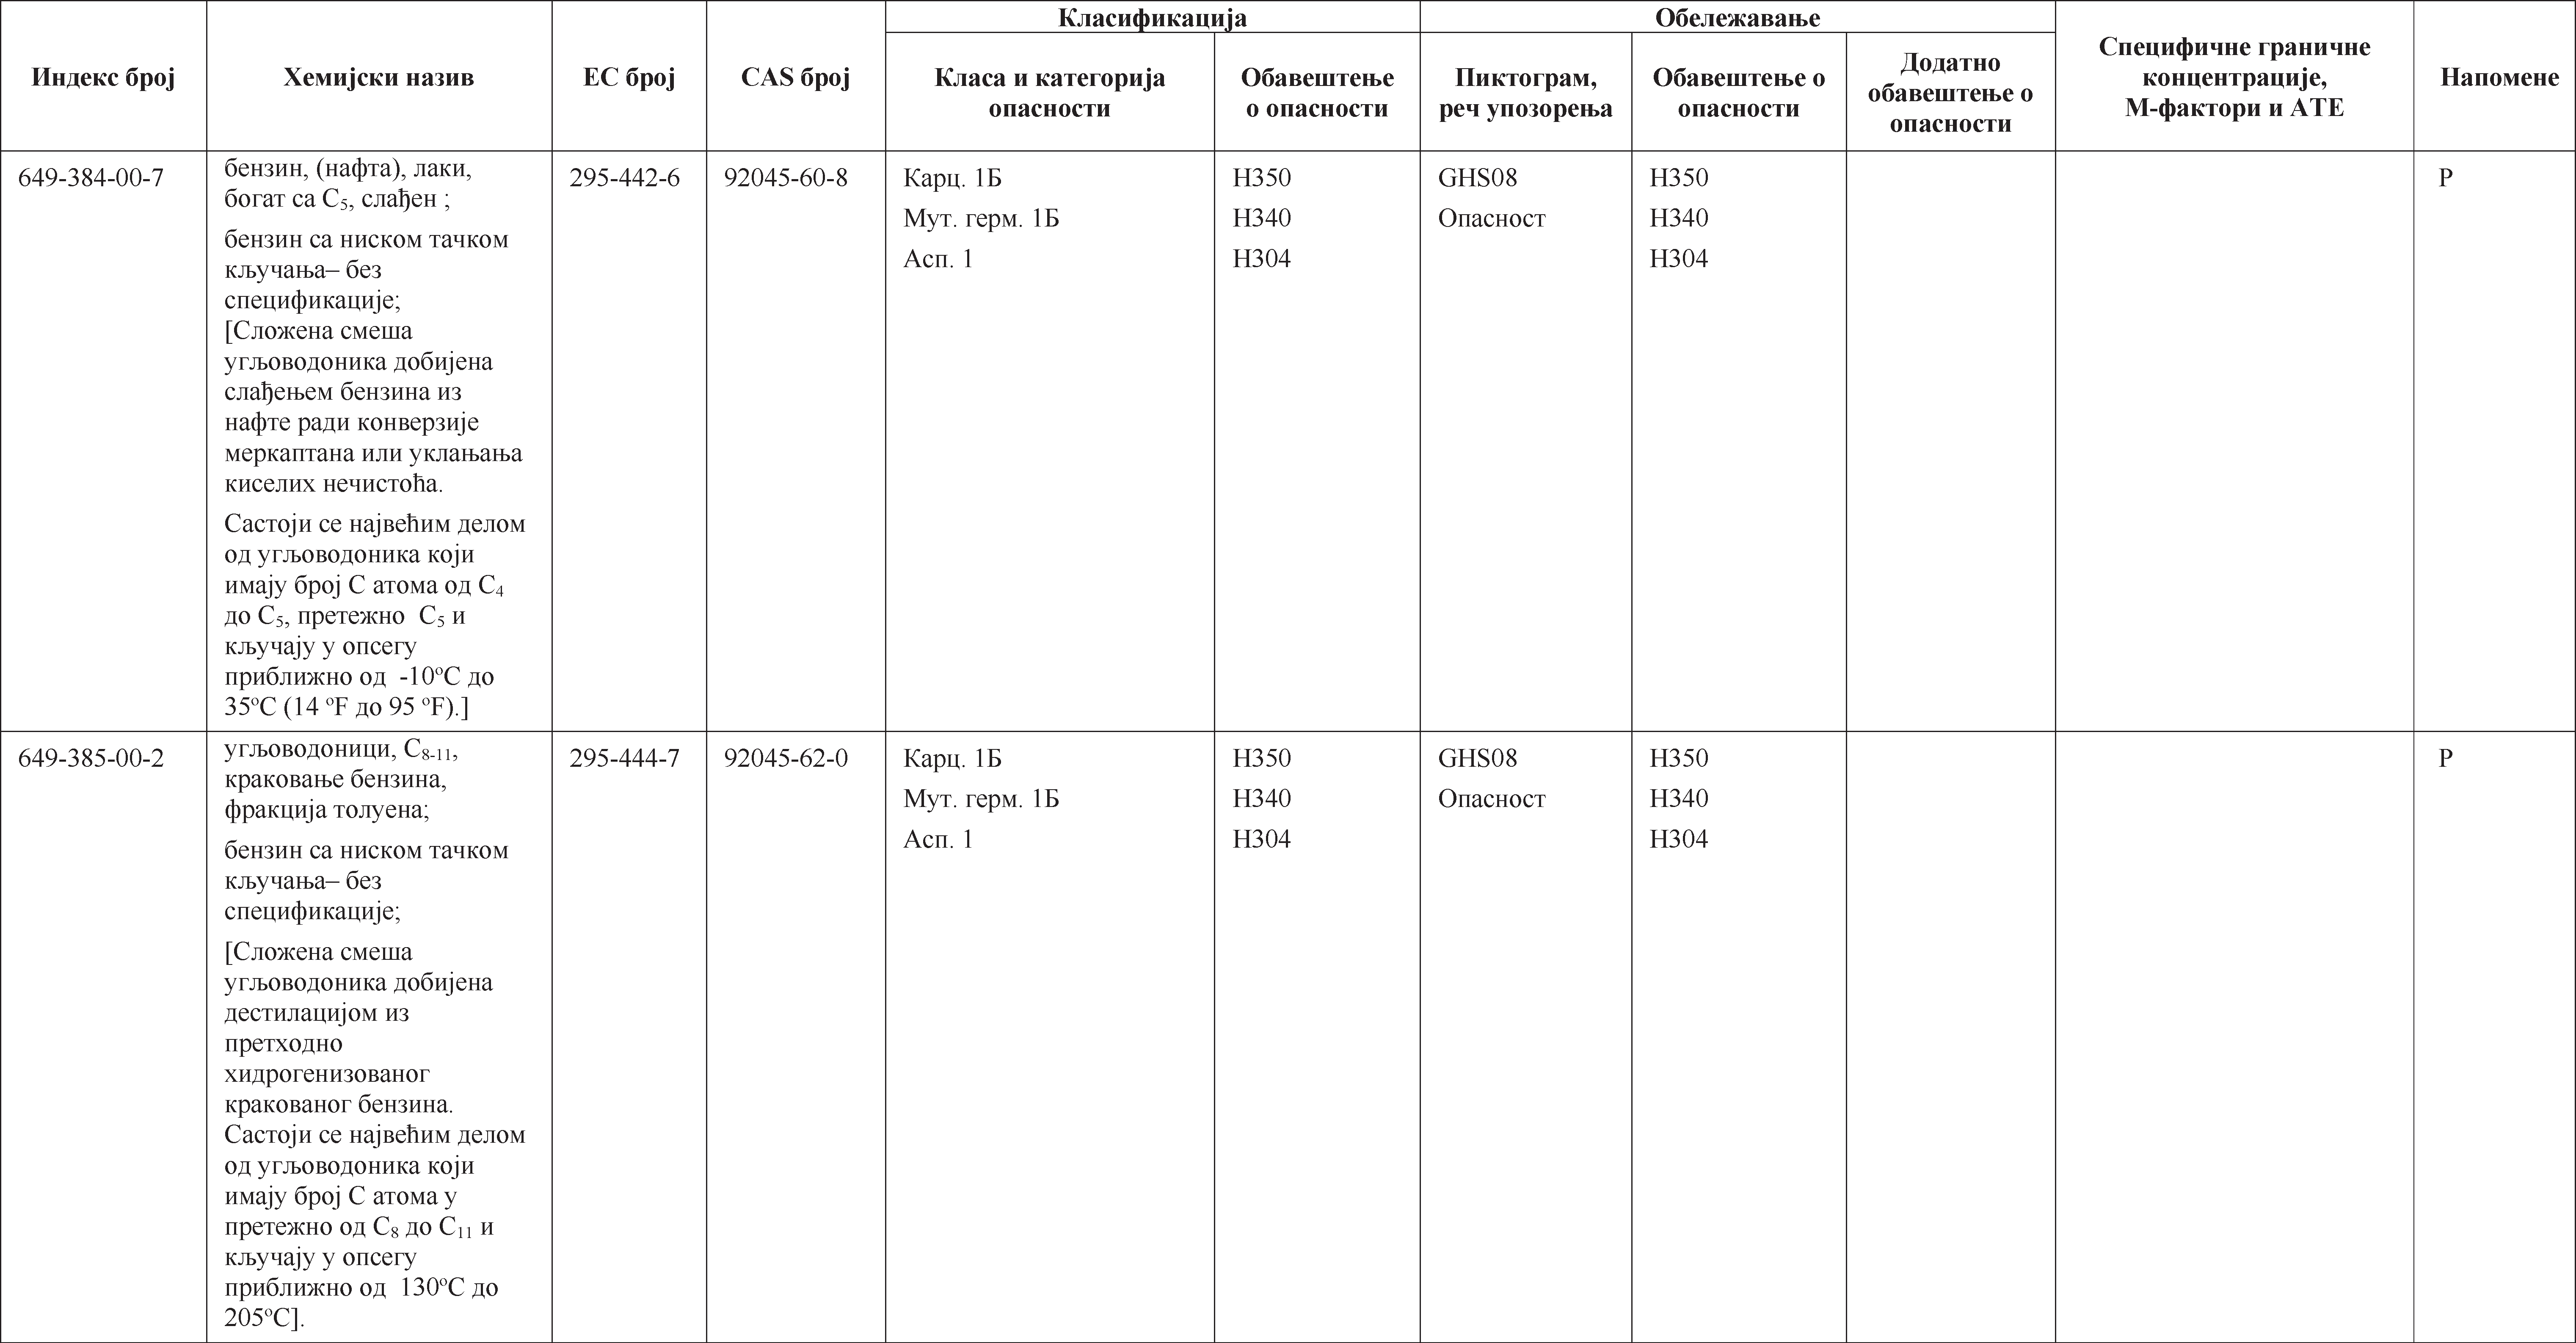 Класификација
Обележавање
Индекс број
Хемијски назив
ЕС број
CAS број
Класа и категорија
опасности
Обавештење
о опасности
Пиктограм,
реч упозорења
Обавештење о
опасности
Додатно
обавештење о
опасности
Специфичне граничне
концентрације,
М-фактори и АТЕ
Напомене
649-384-00-7
бензин, (нафта), лаки,
богат са C₅, слађен ;
бензин са ниском тачком
кључања– без
спецификације;
[Сложена смеша
угљоводоника добијена
слађењем бензина из
нафте ради конверзије
меркаптана или уклањања
киселих нечистоћа.
Састоји се највећим делом
од угљоводоника који
имају број C атома од C₄
до C₅, претежно  C₅ и
кључају у опсегу
приближно од  -10ºC до
35ºC (14 ºF до 95 ºF).]
295-442-6
92045-60-8
Карц. 1Б
Мут. герм. 1Б
Асп. 1
H350
H340
H304
GHS08
Опасност
H350
H340
H304
P
649-385-00-2
угљоводоници, C₈₋₁₁,
краковање бензина,
фракција толуена;
бензин са ниском тачком
кључања– без
спецификације;
[Сложена смеша
угљоводоника добијена
дестилацијом из
претходно
хидрогенизованог
кракованог бензина.
Састоји се највећим делом
од угљоводоника који
имају број C атома у
претежно од C₈ до C₁₁ и
кључају у опсегу
приближно од  130ºC до
205ºC].
295-444-7
92045-62-0
Карц. 1Б
Мут. герм. 1Б
Асп. 1
H350
H340
H304
GHS08
Опасност
H350
H340
H304
P